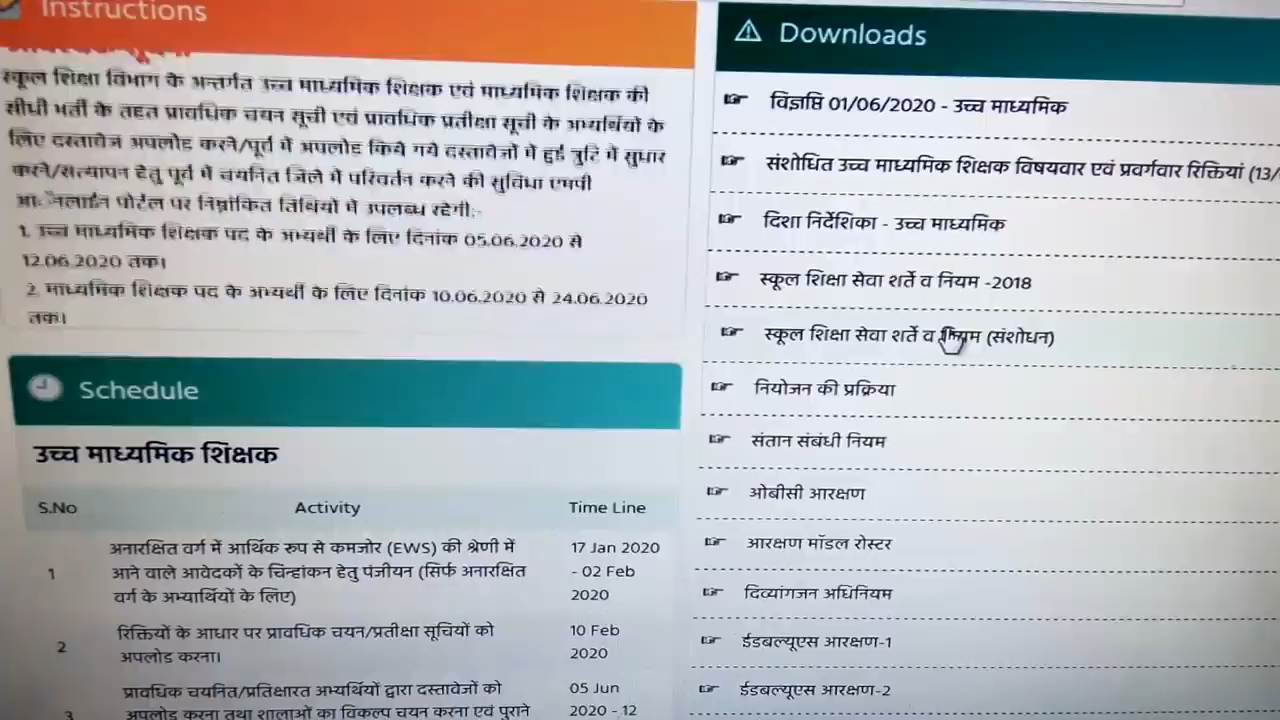 Instructions
स्कूल शिक्षा विभाग के अन्तर्गत उच्च माध्यमिक शिक्षक एवं माध्यमिक शिक्षक की
सीधी भर्ती के तहत प्रावधिक चयन सूची एवं प्रावधिक प्रतीक्षा सूची के अभ्यर्थियों के
लिए दस्तावेज अपलोड करने/पूर्व में अपलोड किये गये दस्तावेजों में हुई त्रुटि में सुधार
करने/सत्यापन हेतु पूर्व में चयनित जिले में परिवर्तन करने की सुविधा एमपी
पोर्टल पर निम्नांकित तिथियों में उपलब्ध रहेगी:-
1. उच्च माध्यमिक शिक्षक पद के अभ्यर्थी के लिए दिनांक 05.06.2020 से
12.06.2020 तक।
2. माध्यमिक शिक्षक पद के अभ्यर्थी के लिए दिनांक 10.06.2020 से 24.06.2020
तक।
Schedule
उच्च माध्यमिक शिक्षक
S.No Activity Time Line
1 अनारक्षित वर्ग में आर्थिक रुप से कमजोर (EWS) की श्रेणी में 17 Jan 2020
आने वाले आवेदकों के चिन्हांकन हेतु पंजीयन (सिर्फ अनारक्षित - 02 Feb
वर्ग के अभ्यार्थियों के लिए) 2020
2 रिक्तियों के आधार पर प्रावधिक चयन/प्रतीक्षा सूचियों को 10 Feb
अपलोड करना। 2020
3 प्रावधिक चयनित/प्रतिक्षारत अभ्यर्थियों द्वारा दस्तावेजों को 05 Jun
अपलोड करना तथा शालाओं का विकल्प चयन करना एवं पुराने 2020 - 12
Downloads
विज्ञप्ति 01/06/2020 - उच्च माध्यमिक
संशोधित उच्च माध्यमिक शिक्षक विषयवार एवं प्रवर्गवार रिक्तियां (13/
दिशा निर्देशिका - उच्च माध्यमिक
स्कूल शिक्षा सेवा शर्ते व नियम -2018
स्कूल शिक्षा सेवा शर्ते व नियम (संशोधन)
नियोजन की प्रक्रिया
संतान संबंधी नियम
ओबीसी आरक्षण
आरक्षण मॉडल रोस्टर
दिव्यांगजन अधिनियम
ईडबल्यूएस आरक्षण-1
ईडबल्यूएस आरक्षण-2